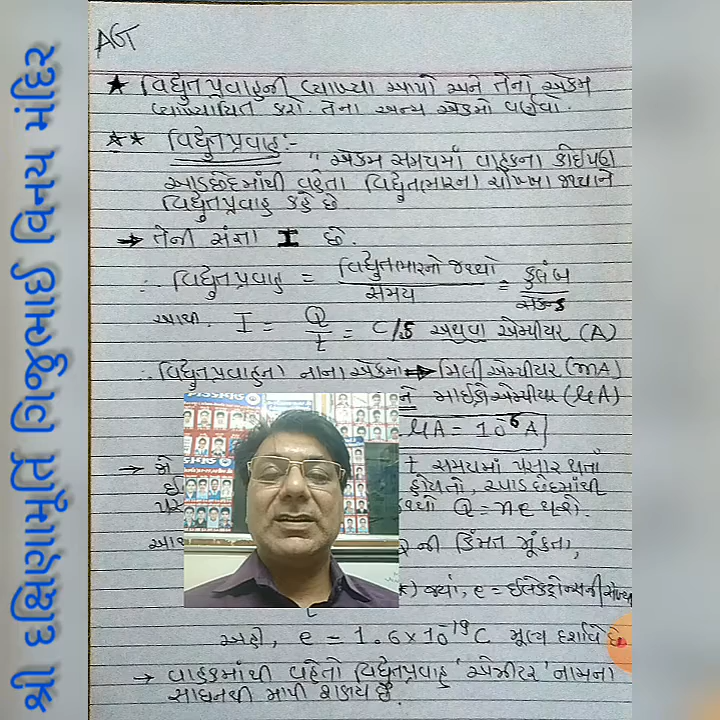 શ્રી દક્ષિણામૂર્તિ ગિજુભાઈ વિનય મંદિર
AGT
★ વિદ્યુતપ્રવાહની વ્યાખ્યા આપો અને તેનો એકમ
વ્યાખ્યાયિત કરો. તેના અન્ય એકમો વર્ણવો.
★★ વિદ્યુતપ્રવાહ:-
" એકમ સમયમાં વાહકના કોઈપણ
આડછેદમાંથી વહેતા વિદ્યુતભારના ચોખ્ખા જથ્થાને
વિદ્યુતપ્રવાહ કહે છે
→ તેની સંજ્ઞા I છે.
∴ વિદ્યુતપ્રવાહ = વિદ્યુતભારનો જથ્થો / સમય = કુલંબ / સેકન્ડ
આથી. I = Q / t = C/S અથવા એમ્પીયર (A)
∴ વિદ્યુતપ્રવાહના નાના એકમો → મિલી એમ્પીયર (mA)
ને માઈક્રોએમ્પીયર (μA)
μA = 10⁻⁶ A
→ જો t સમયમાં પસાર થતાં
હોય તો, આડછેદમાંથી
Q = ne થશે.
ની કિંમત મૂકતા,
જ્યાં, e = ઈલેક્ટ્રોનની
અહી, e = 1.6×10⁻¹⁹C મૂલ્ય દર્શાવે છે
→ વાહકમાંથી વહેતો વિદ્યુતપ્રવાહ 'એમીટર' નામના
સાધનથી માપી શકાય છે.